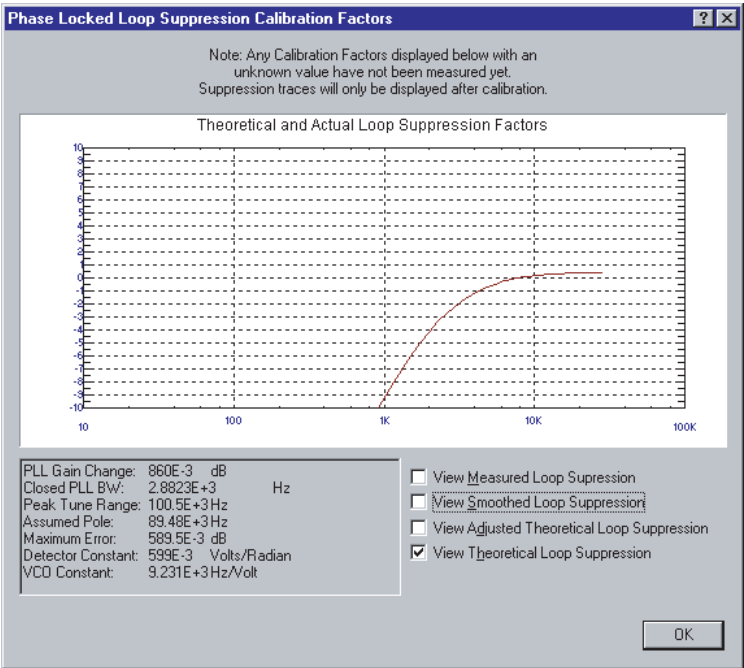 Phase Locked Loop Suppression Calibration Factors
Note: Any Calibration Factors displayed below with an
unknown value have not been measured yet.
Suppression traces will only be displayed after calibration.
Theoretical and Actual Loop Suppression Factors
10
9
8
7
6
5
4
3
2
1
0
-1
-2
-3
-4
-5
-6
-7
-8
-9
-10
10 100 1K 10K 100K
PLL Gain Change: 860E-3 dB
Closed PLL BW: 2.8823E+3 Hz
Peak Tune Range: 100.5E+3 Hz
Assumed Pole: 89.48E+3 Hz
Maximum Error: 589.5E-3 dB
Detector Constant: 599E-3 Volts/Radian
VCO Constant: 9.231E+3 Hz/Volt
View Measured Loop Supression
View Smoothed Loop Suppression
View Adjusted Theoretical Loop Suppression
View Theoretical Loop Suppression
OK